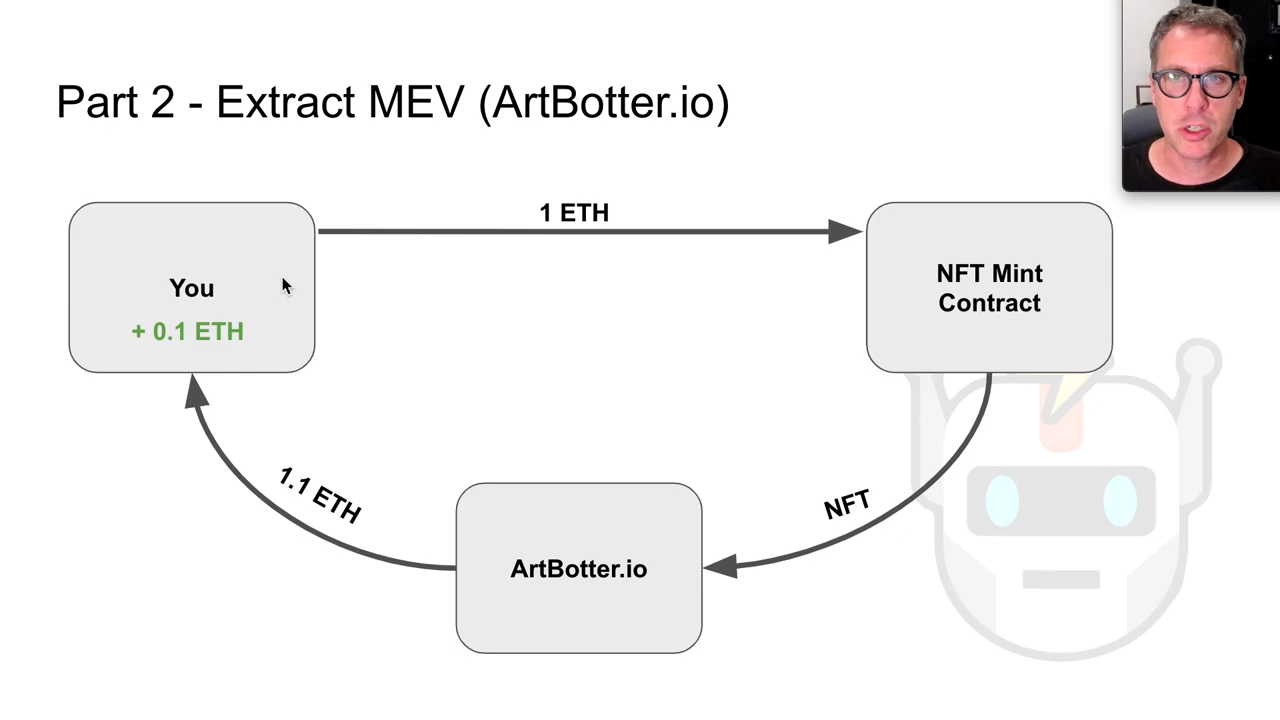 Part 2 - Extract MEV (ArtBotter.io)
1 ETH
You
+ 0.1 ETH
NFT Mint
Contract
1.1 ETH
NFT
ArtBotter.io